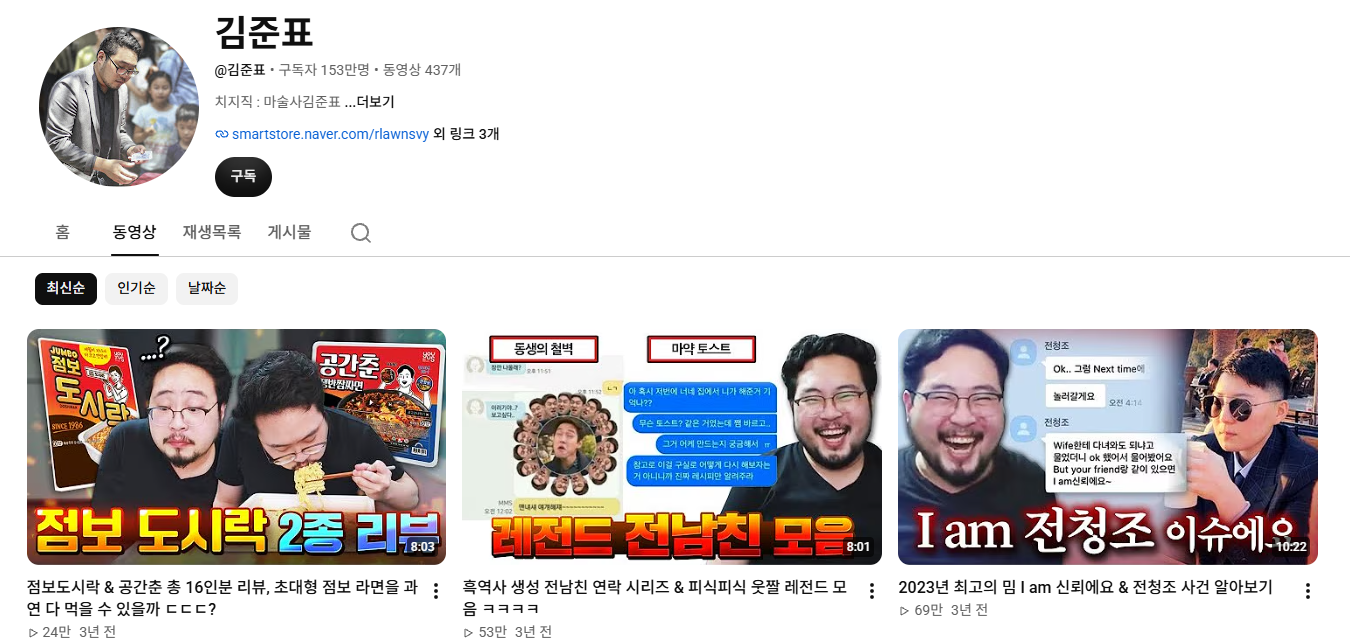 김준표
@김준표 • 구독자 153만명 • 동영상 437개
치지직 : 마술사김준표 ...더보기
smartstore.naver.com/rlawnsvy 외 링크 3개
구독
홈 동영상 재생목록 게시물
최신순 인기순 날짜순
...?
JUMBO
점보
도시락
SINCE 1986
공간춘
점보 도시락 2종 리뷰
8:03
점보도시락 & 공간춘 총 16인분 리뷰, 초대형 점보 라면을 과
연 다 먹을 수 있을까 ㄷㄷㄷ?
24만 3년 전
동생의 철벽
마약 토스트
오후 11:51
오후 11:52
ㄴㄱ
보고싶다..
아 혹시 저번에 너네 집에서 니가 해준거 기
억나??
무슨 토스트? 같은 거였는데 쨈 바르고..
그거 어케 만드는지 궁금해서 ㅠ
참고로 이걸 구실로 어떻게 다시 해보자는
거 아니니까 진짜 레시피만 알려주라
MMS
오전 12:02
레전드 전남친 모음
8:01
흑역사 생성 전남친 연락 시리즈 & 피식피식 웃짤 레전드 모
음 ㅋㅋㅋㅋ
53만 3년 전
전청조
Ok.. 그럼 Next time에
놀러갈게요
오전 4:14
전청조
Wife한테 다녀와도 되냐고
물었더니 ok 했어서 물어봤어요
But your friend랑 같이 있으면
I am신뢰에요~
I am 전청조 이슈에요~
10:22
2023년 최고의 밈 I am 신뢰에요 & 전청조 사건 알아보기
69만 3년 전